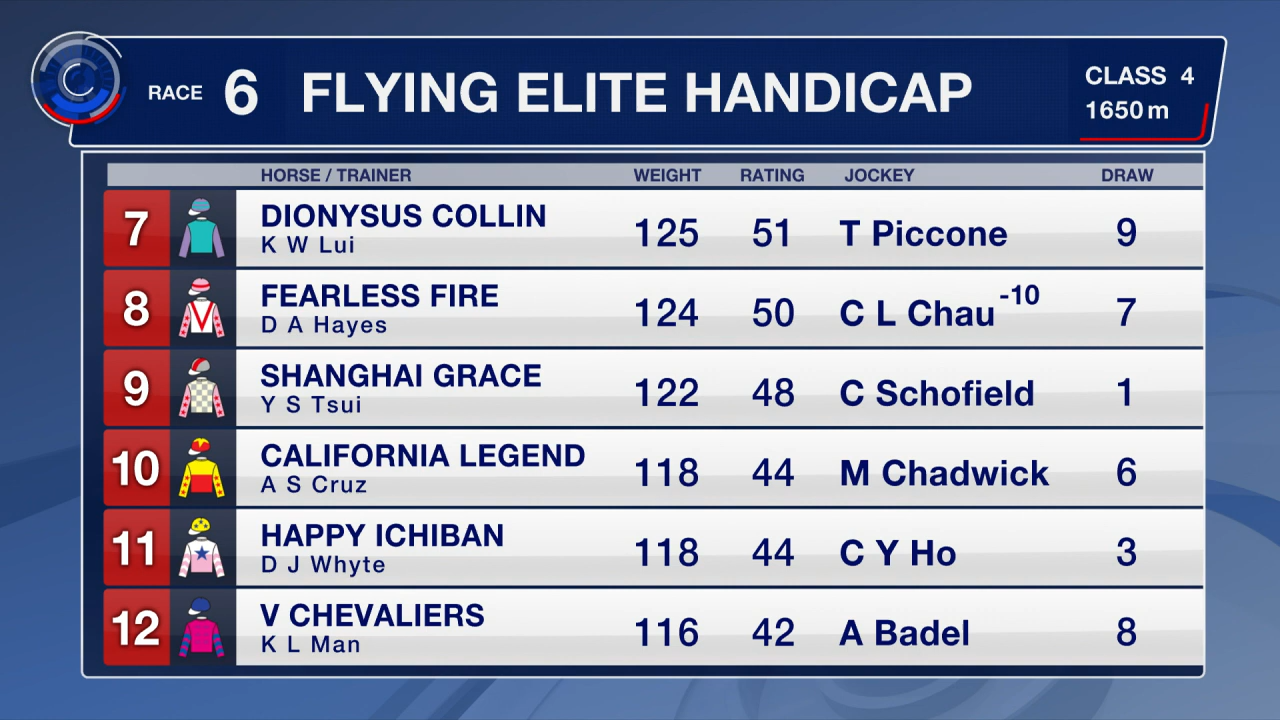 RACE 6 FLYING ELITE HANDICAP CLASS 4
1650 m
HORSE / TRAINER WEIGHT RATING JOCKEY DRAW
7 DIONYSUS COLLIN 125 51 T Piccone 9
K W Lui
8 FEARLESS FIRE 124 50 C L Chau -10 7
D A Hayes
9 SHANGHAI GRACE 122 48 C Schofield 1
Y S Tsui
10 CALIFORNIA LEGEND 118 44 M Chadwick 6
A S Cruz
11 HAPPY ICHIBAN 118 44 C Y Ho 3
D J Whyte
12 V CHEVALIERS 116 42 A Badel 8
K L Man